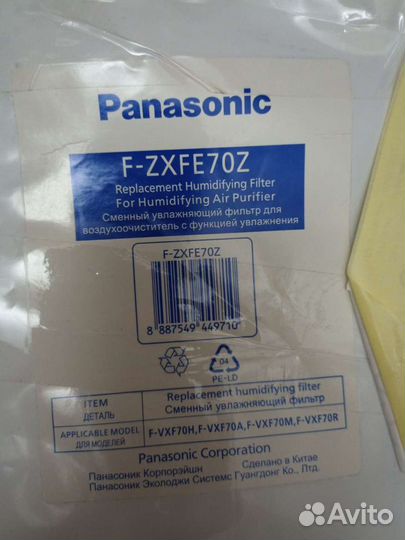 Panasonic
F-ZXFE70Z
Replacement Humidifying Filter
For Humidifying Air Purifier
Сменный увлажняющий фильтр для
воздухоочиститель с функцией увлажнения
F-ZXFE70Z
8 887549 449710
04
PE-LD
ITEM
ДЕТАЛЬ
Replacement humidifying filter
Сменный увлажняющий фильтр
APPLICABLE MODEL
ДЛЯ МОДЕЛЕЙ
F-VXF70H,F-VXF70A,F-VXF70M,F-VXF70R
Panasonic Corporation
Панасоник Корпорэйшн Сделано в Китае
Панасоник Эколоджи Системс Гуангдонг Ко., Лтд.
Avito